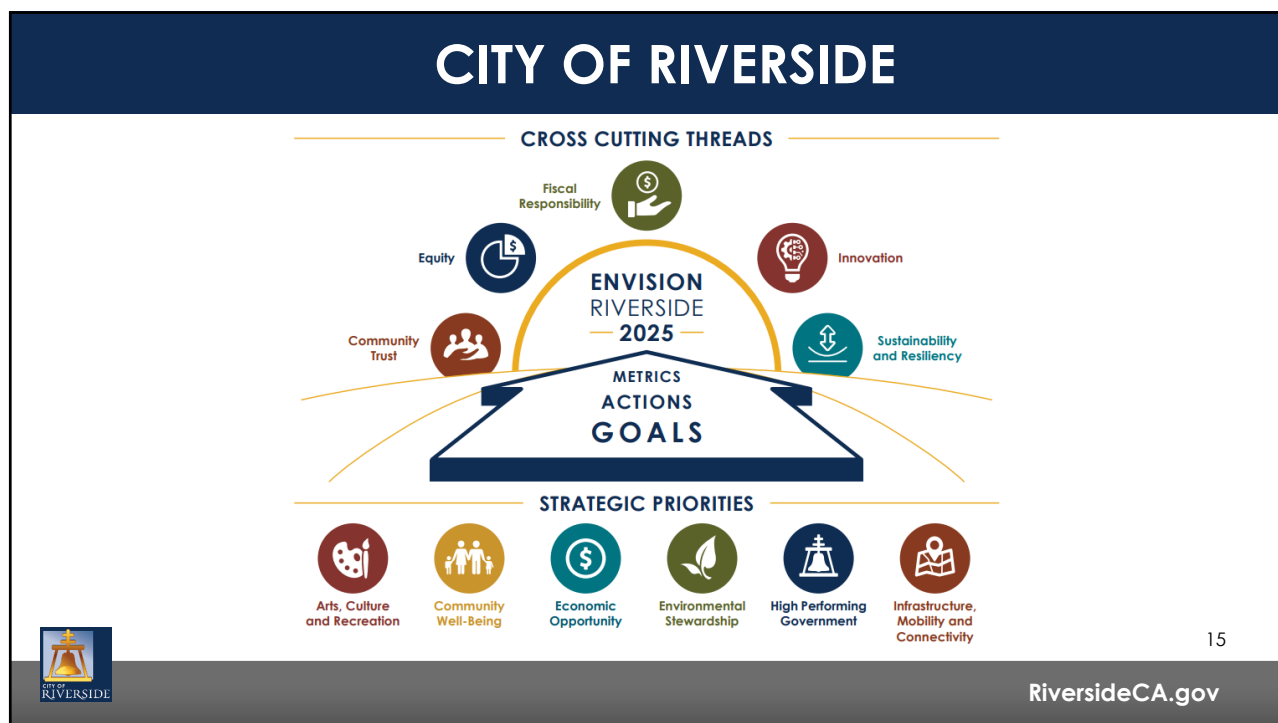 CITY OF RIVERSIDE
CROSS CUTTING THREADS
Fiscal
Responsibility
Equity
Innovation
Community
Trust
Sustainability
and Resiliency
ENVISION
RIVERSIDE
2025
METRICS
ACTIONS
GOALS
STRATEGIC PRIORITIES
Arts, Culture
and Recreation
Community
Well-Being
Economic
Opportunity
Environmental
Stewardship
High Performing
Government
Infrastructure,
Mobility and
Connectivity
15
CITY OF
RIVERSIDE
RiversideCA.gov